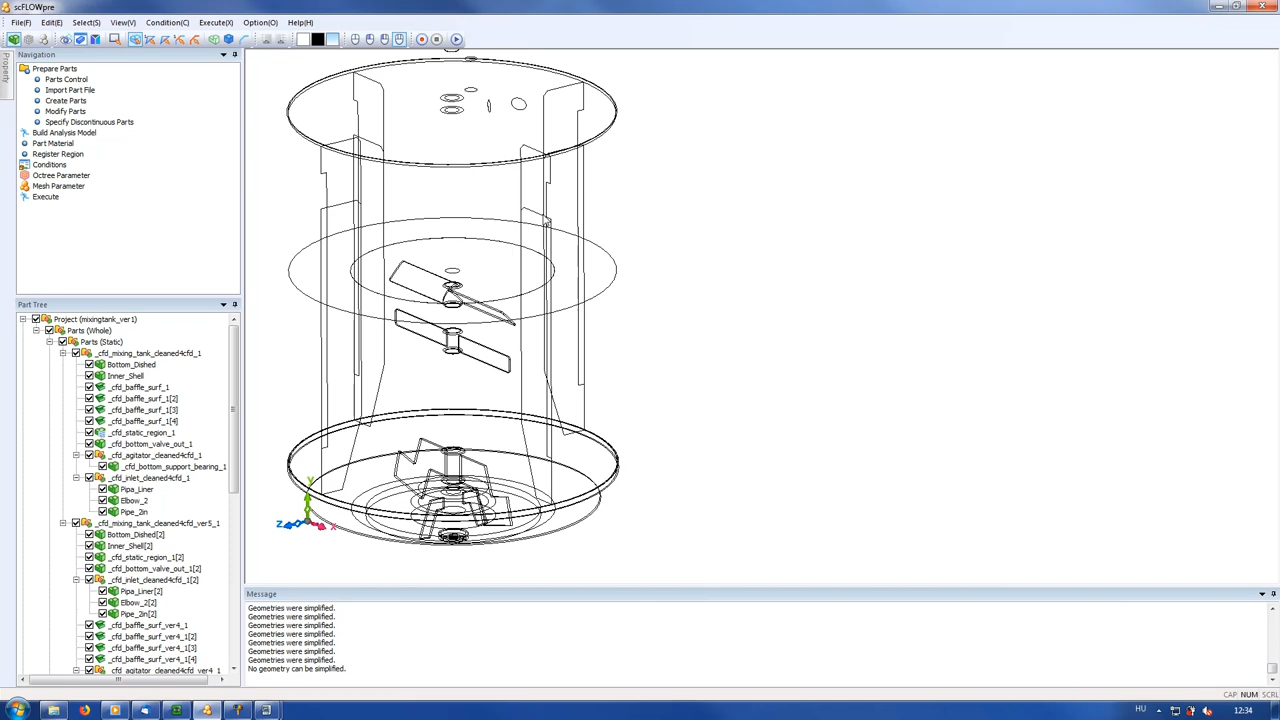 scFLOWpre
File(F) Edit(E) Select(S) View(V) Condition(C) Execute(X) Option(O) Help(H)
Navigation
Prepare Parts
Parts Control
Import Part File
Create Parts
Modify Parts
Specify Discontinuous Parts
Build Analysis Model
Part Material
Register Region
Conditions
Octree Parameter
Mesh Parameter
Execute
Property
Part Tree
Project (mixingtank_ver1)
Parts (Whole)
Parts (Static)
_cfd_mixing_tank_cleaned4cfd_1
Bottom_Dished
Inner_Shell
_cfd_baffle_surf_1
_cfd_baffle_surf_1[2]
_cfd_baffle_surf_1[3]
_cfd_baffle_surf_1[4]
_cfd_static_region_1
_cfd_bottom_valve_out_1
_cfd_agitator_cleaned4cfd_1
_cfd_bottom_support_bearing_1
_cfd_inlet_cleaned4cfd_1
Pipa_Liner
Elbow_2
Pipe_2in
_cfd_mixing_tank_cleaned4cfd_ver5_1
Bottom_Dished[2]
Inner_Shell[2]
_cfd_static_region_1[2]
_cfd_bottom_valve_out_1[2]
_cfd_inlet_cleaned4cfd_1[2]
Pipa_Liner[2]
Elbow_2[2]
Pipe_2in[2]
_cfd_baffle_surf_ver4_1
_cfd_baffle_surf_ver4_1[2]
_cfd_baffle_surf_ver4_1[3]
_cfd_baffle_surf_ver4_1[4]
_cfd_agitator_cleaned4cfd_ver4_1
Y
Z
X
Message
Geometries were simplified.
Geometries were simplified.
Geometries were simplified.
Geometries were simplified.
Geometries were simplified.
Geometries were simplified.
Geometries were simplified.
No geometry can be simplified.
CAP NUM SCRL
HU 12:34